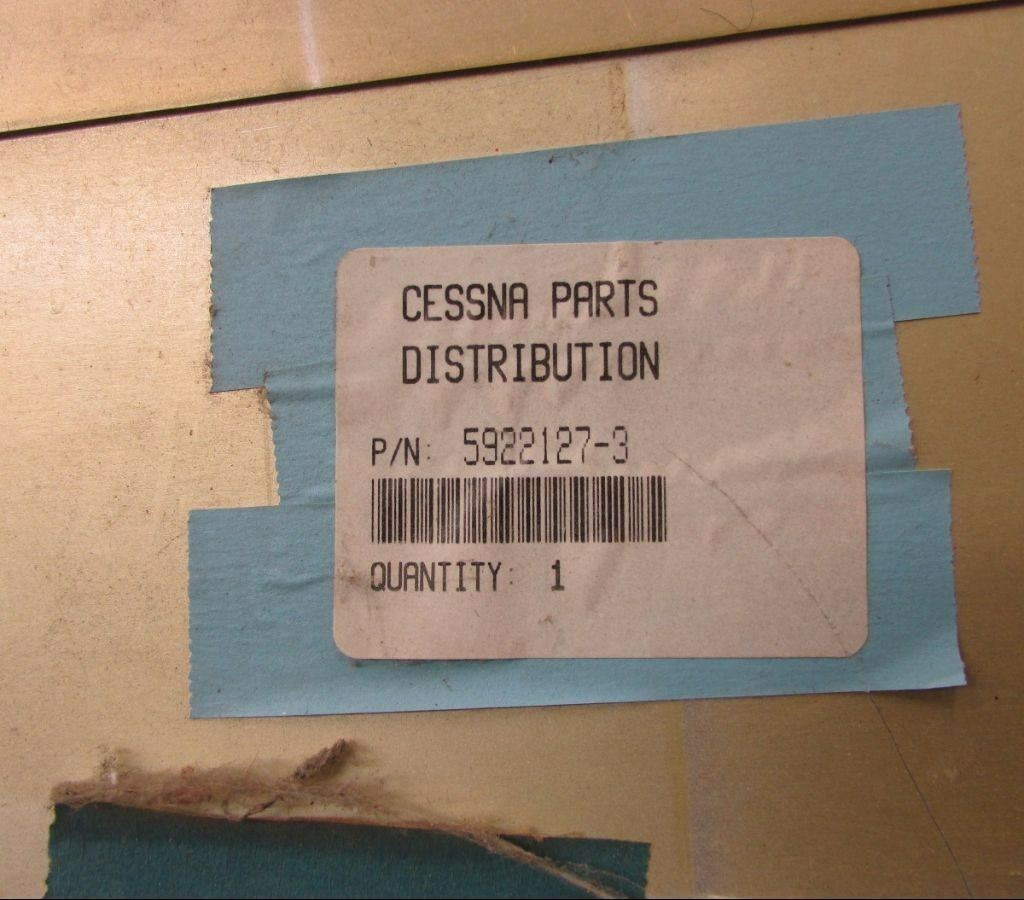 CESSNA PARTS
DISTRIBUTION
P/N: 5922127-3
QUANTITY: 1